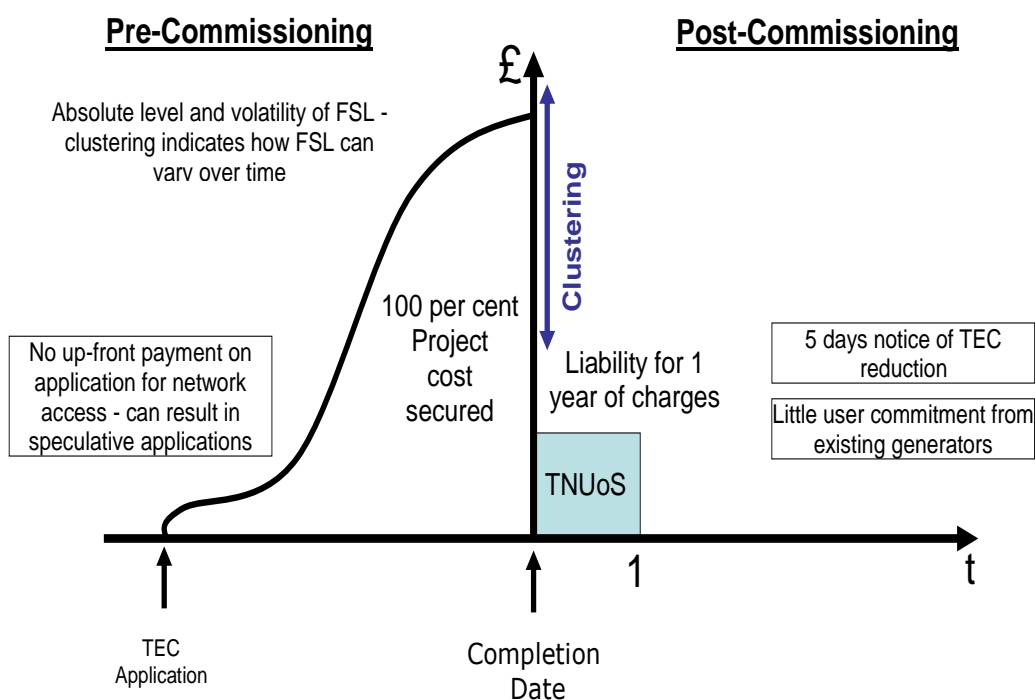 Pre-Commissioning
Post-Commissioning
£
Absolute level and volatility of FSL -
clustering indicates how FSL can
vary over time
Clustering
100 per cent
Project
cost
secured
No up-front payment on
application for network
access - can result in
speculative applications
Liability for 1
year of charges
5 days notice of TEC
reduction
Little user commitment from
existing generators
TNUoS
1
t
TEC
Application
Completion
Date